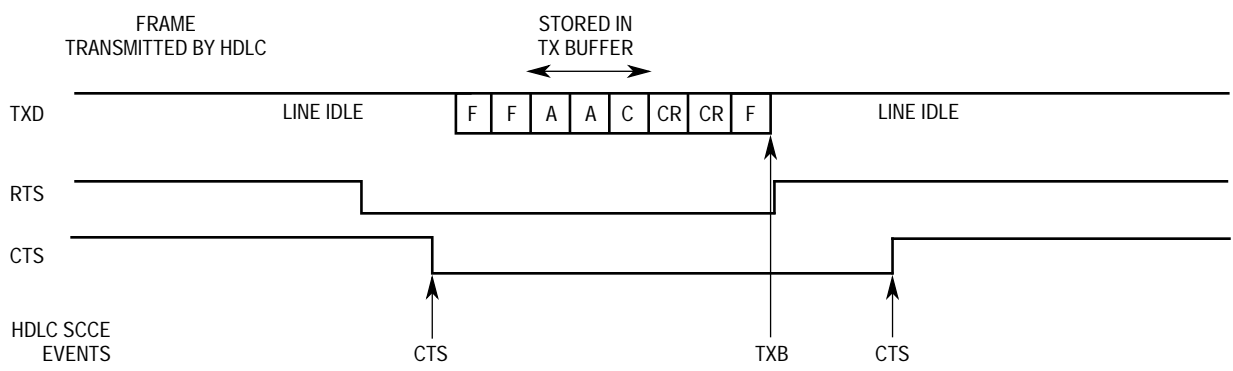 FRAME
TRANSMITTED BY HDLC
STORED IN
TX BUFFER
TXD
LINE IDLE
F F A A C CR CR F
LINE IDLE
RTS
CTS
HDLC SCCE
EVENTS
CTS
TXB
CTS